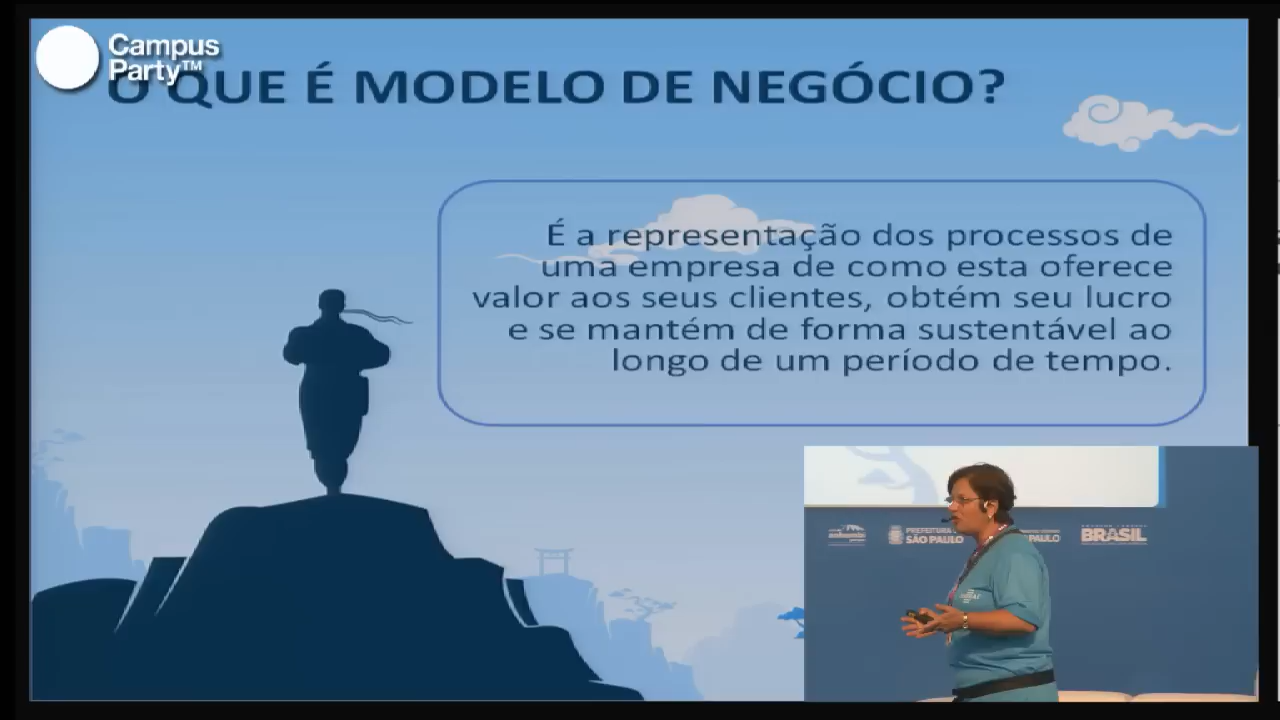 Campus
Party™
O QUE É MODELO DE NEGÓCIO?
É a representação dos processos de
uma empresa de como esta oferece
valor aos seus clientes, obtém seu lucro
e se mantém de forma sustentável ao
longo de um período de tempo.
PREFEITURA
SÃO PAULO
PAULO
BRASIL